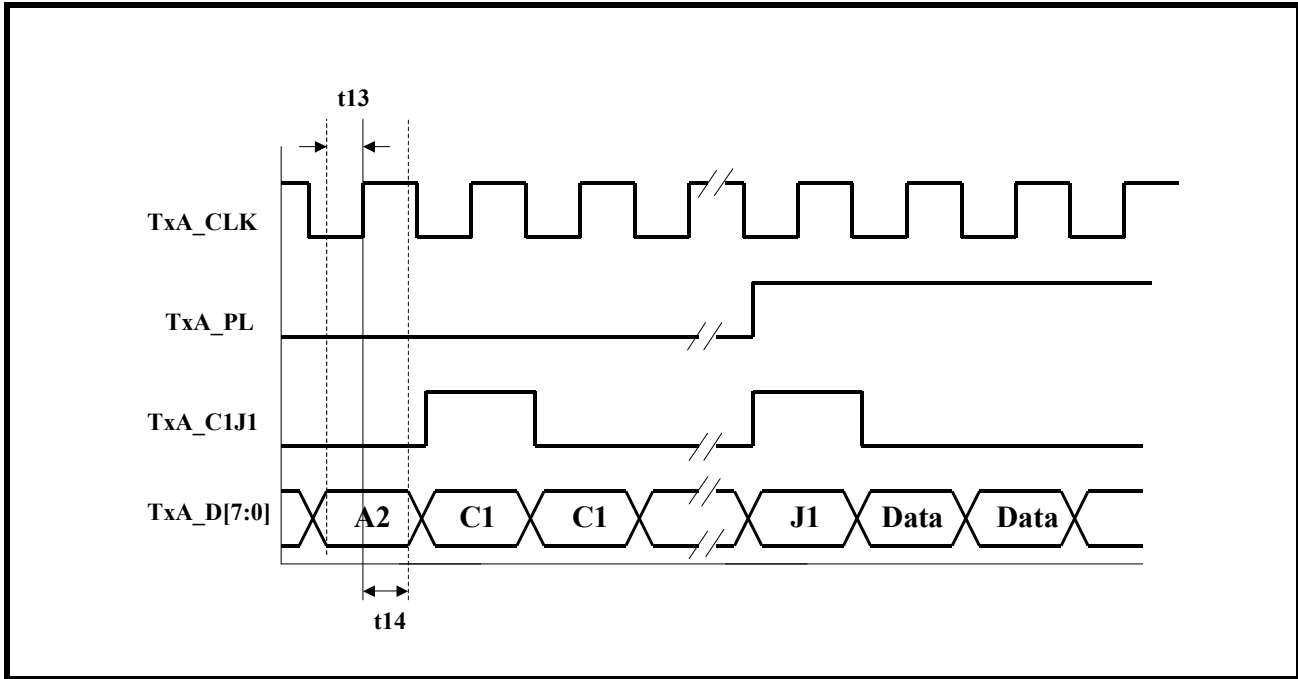 t13
TxA_CLK
TxA_PL
TxA_C1J1
TxA_D[7:0] A2 C1 C1 J1 Data Data
t14